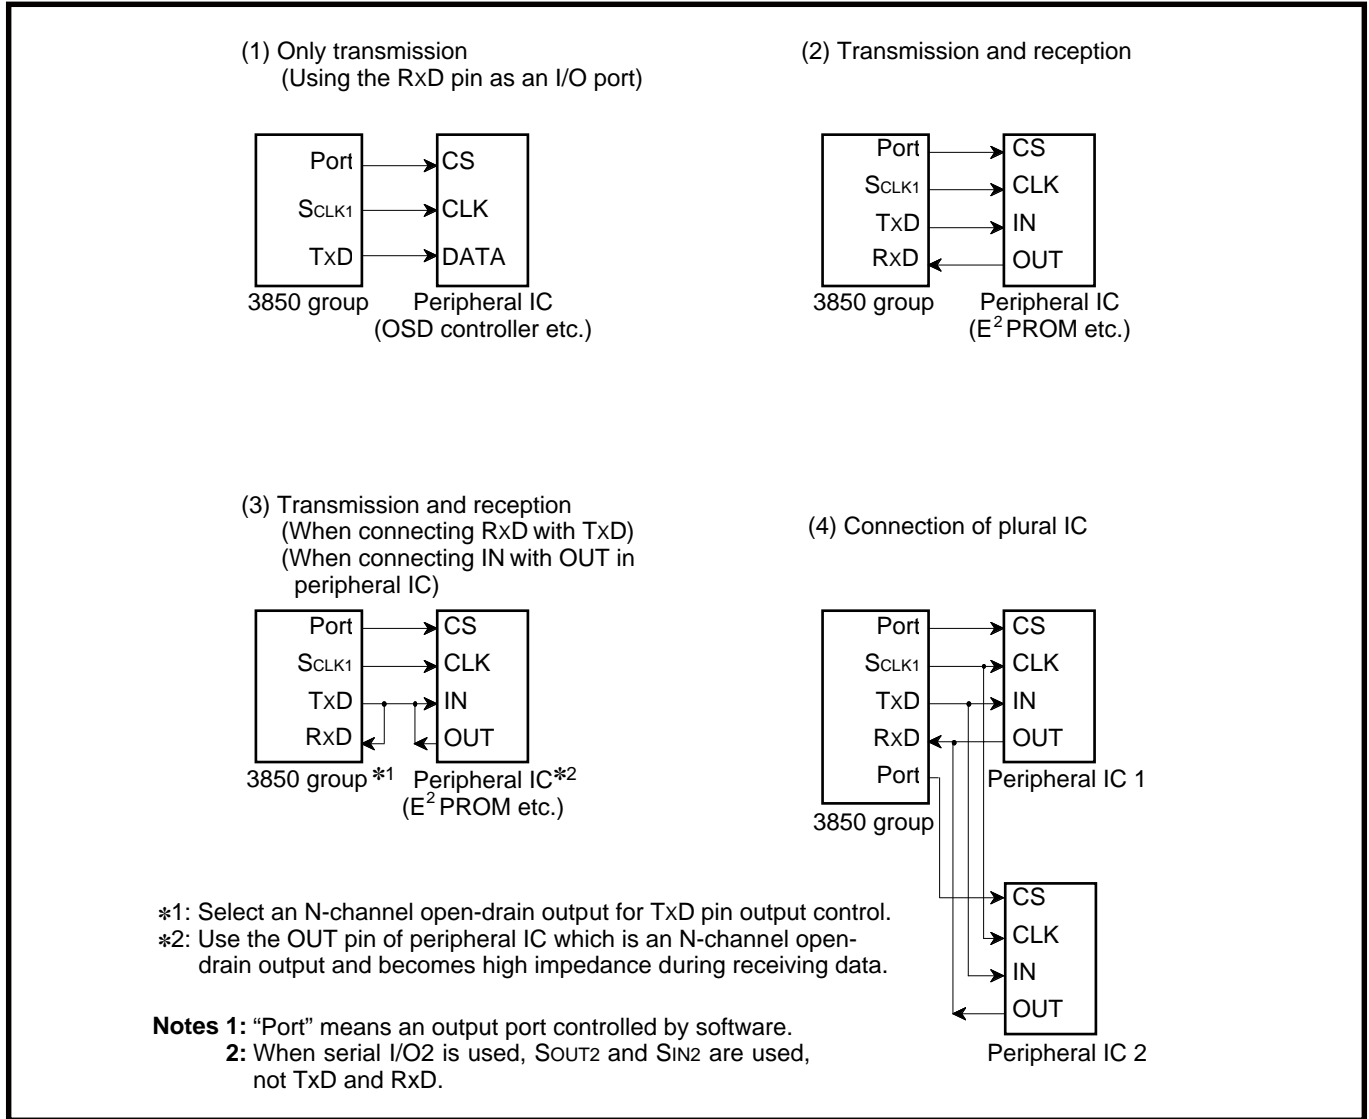 (1) Only transmission
(Using the RxD pin as an I/O port)
Port
SCLK1
TxD
CS
CLK
DATA
3850 group
Peripheral IC
(OSD controller etc.)
(2) Transmission and reception
Port
SCLK1
TxD
RxD
CS
CLK
IN
OUT
3850 group
Peripheral IC
(E2 PROM etc.)
(3) Transmission and reception
(When connecting RxD with TxD)
(When connecting IN with OUT in
peripheral IC)
Port
SCLK1
TxD
RxD
CS
CLK
IN
OUT
3850 group *1
Peripheral IC*2
(E2 PROM etc.)
(4) Connection of plural IC
Port
SCLK1
TxD
RxD
Port
CS
CLK
IN
OUT
3850 group
Peripheral IC 1
CS
CLK
IN
OUT
Peripheral IC 2
*1: Select an N-channel open-drain output for TxD pin output control.
*2: Use the OUT pin of peripheral IC which is an N-channel open-
drain output and becomes high impedance during receiving data.
Notes 1: “Port” means an output port controlled by software.
2: When serial I/O2 is used, SOUT2 and SIN2 are used,
not TxD and RxD.